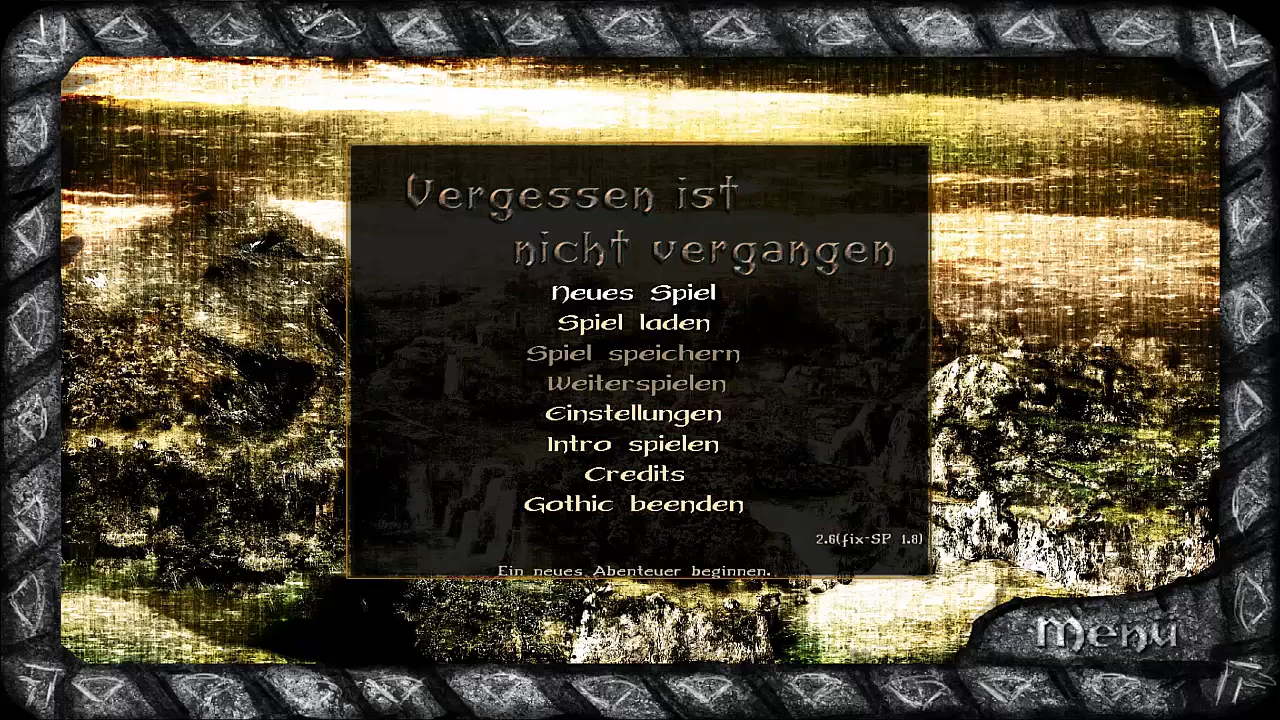 Vergessen ist
nicht vergangen
Neues Spiel
Spiel laden
Spiel speichern
Weiterspielen
Einstellungen
Intro spielen
Credits
Gothic beenden
2.6(fix-SP 1.8)
Ein neues Abenteuer beginnen.
Menü